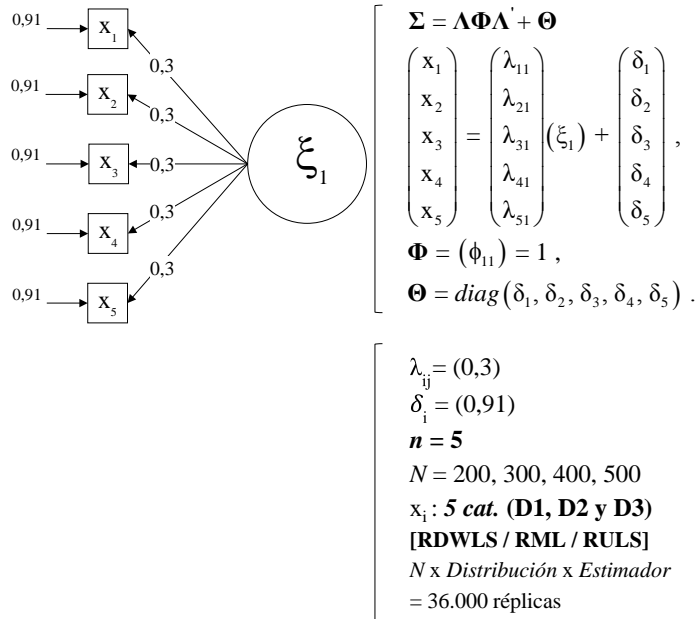 0,91 x₁
0,3
0,91 x₂
0,3
0,91 x₃
0,3
0,91 x₄
0,3
0,91 x₅
0,3
ξ₁
Σ = ΛΦΛ' + Θ
(x₁ x₂ x₃ x₄ x₅) = (λ₁₁ λ₂₁ λ₃₁ λ₄₁ λ₅₁)(ξ₁) + (δ₁ δ₂ δ₃ δ₄ δ₅) ,
Φ = (ϕ₁₁) = 1 ,
Θ = diag(δ₁, δ₂, δ₃, δ₄, δ₅) .
λᵢⱼ= (0,3)
δᵢ = (0,91)
n = 5
N = 200, 300, 400, 500
xᵢ : 5 cat. (D1, D2 y D3)
[RDWLS / RML / RULS]
N x Distribución x Estimador
= 36.000 réplicas